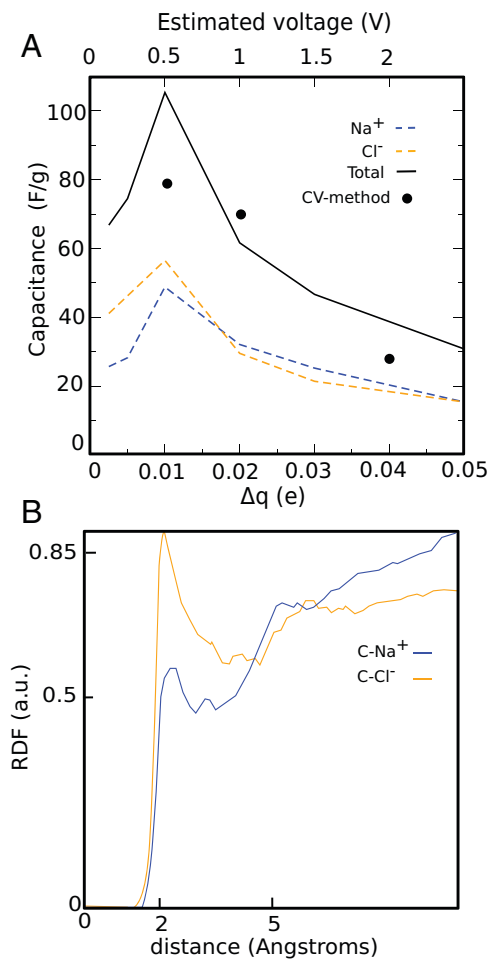 A
Estimated voltage (V)
0 0.5 1 1.5 2
Capacitance (F/g)
100
80
60
40
20
0
Na+
Cl-
Total
CV-method
0 0.01 0.02 0.03 0.04 0.05
Δq (e)
B
RDF (a.u.)
0.85
0.5
0
C-Na+
C-Cl-
0 2 5
distance (Angstroms)